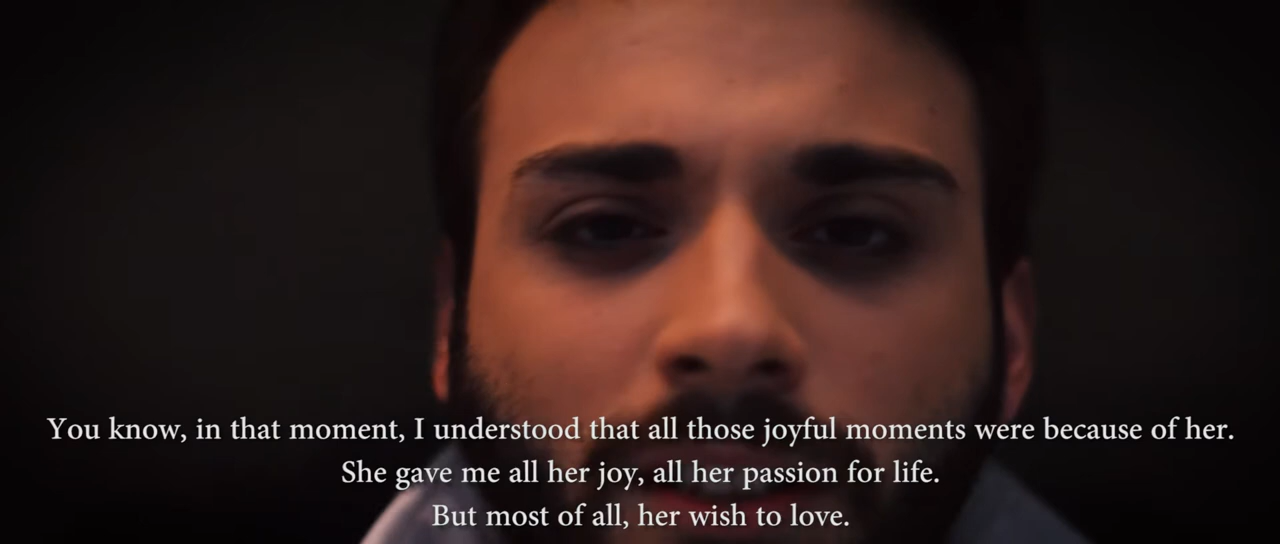 You know, in that moment, I understood that all those joyful moments were because of her.
She gave me all her joy, all her passion for life.
But most of all, her wish to love.